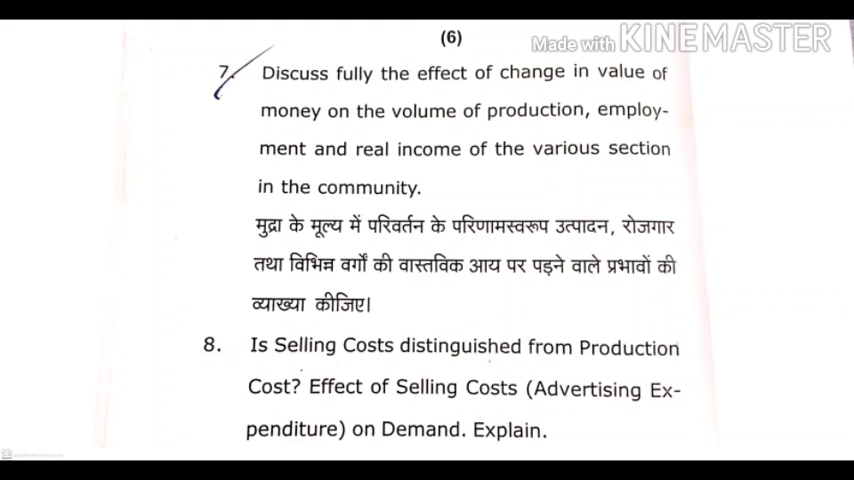 (6)
Made with KINEMASTER
7. Discuss fully the effect of change in value of
money on the volume of production, employ-
ment and real income of the various section
in the community.
मुद्रा के मूल्य में परिवर्तन के परिणामस्वरूप उत्पादन, रोजगार
तथा विभिन्न वर्गों की वास्तविक आय पर पड़ने वाले प्रभावों की
व्याख्या कीजिए।
8. Is Selling Costs distinguished from Production
Cost? Effect of Selling Costs (Advertising Ex-
penditure) on Demand. Explain.